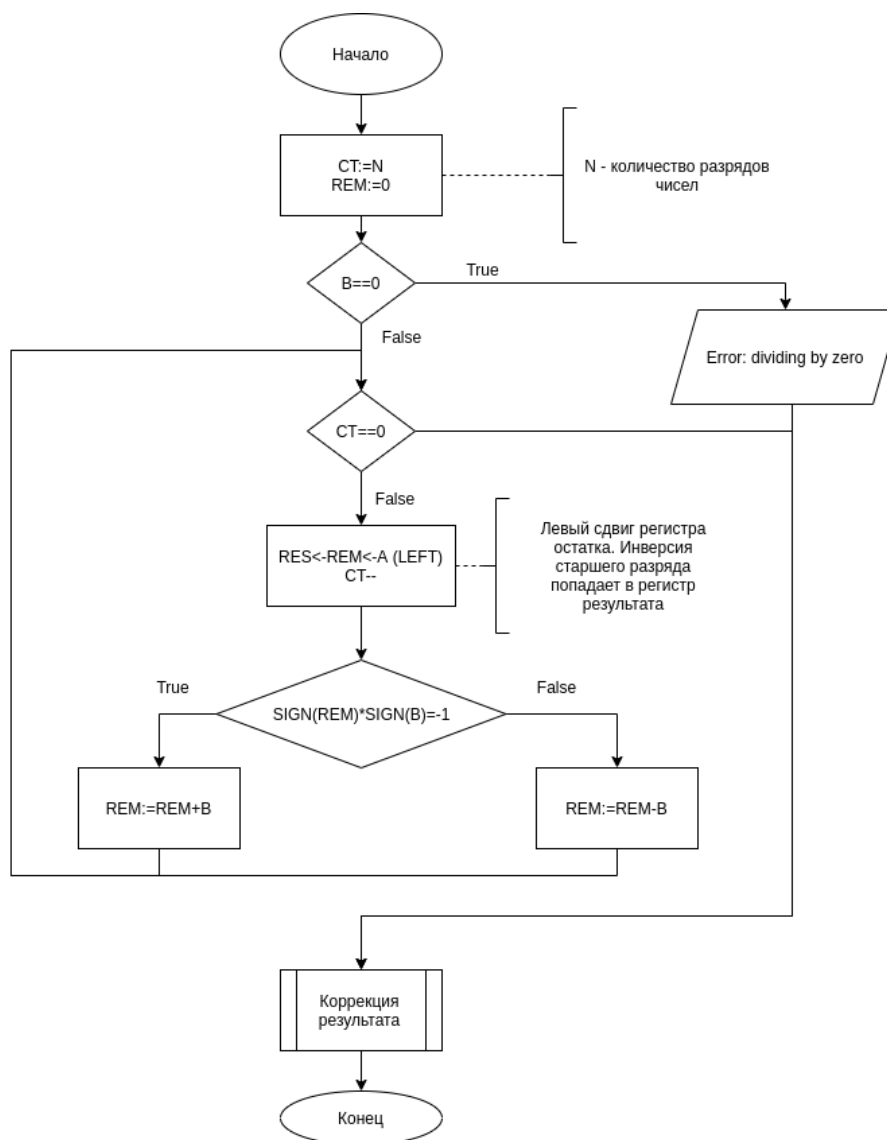 Начало
CT:=N
REM:=0
N - количество разрядов
чисел
B==0
True
False
Error: dividing by zero
CT==0
False
RES<-REM<-A (LEFT)
CT--
Левый сдвиг регистра
остатка. Инверсия
старшего разряда
попадает в регистр
результата
True
SIGN(REM)*SIGN(B)=-1
False
REM:=REM+B
REM:=REM-B
Коррекция
результата
Конец